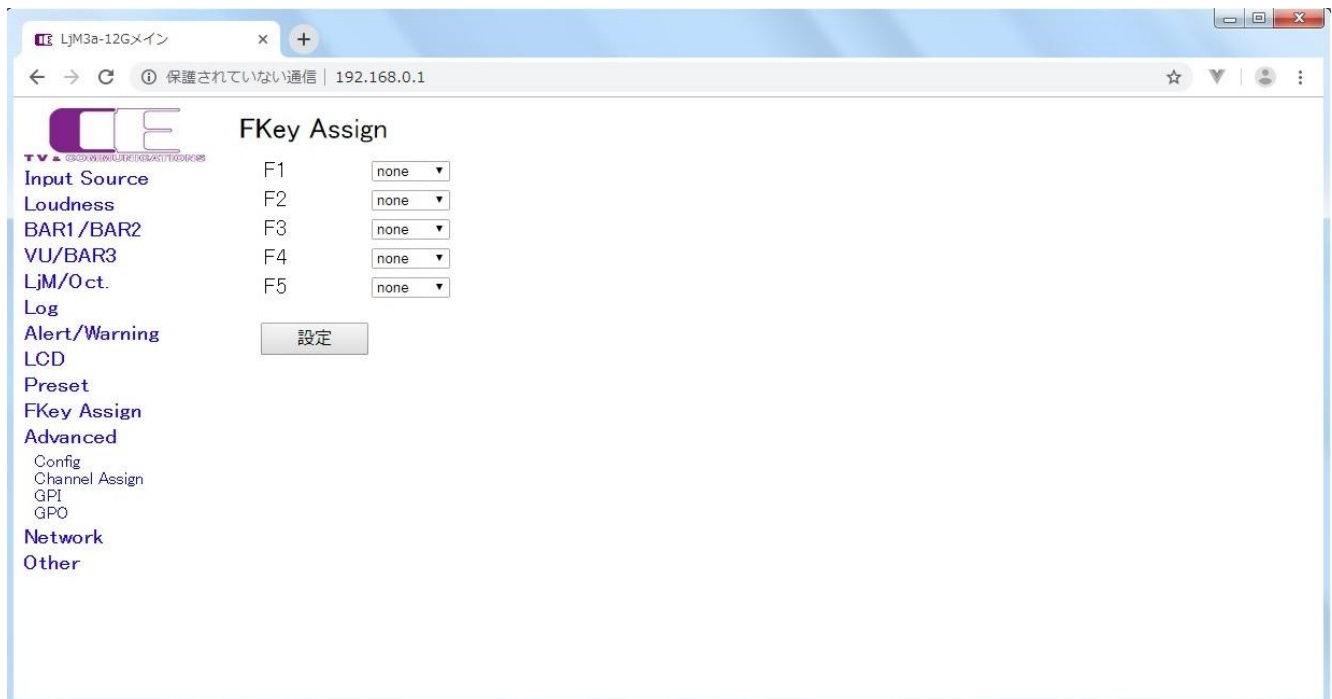 LjM3a-12Gメイン
保護されていない通信 | 192.168.0.1
TV & COMMUNICATIONS
FKey Assign
Input Source
Loudness
BAR1/BAR2
VU/BAR3
LjM/Oct.
Log
Alert/Warning
LCD
Preset
FKey Assign
Advanced
Config
Channel Assign
GPI
GPO
Network
Other
F1 none
F2 none
F3 none
F4 none
F5 none
設定